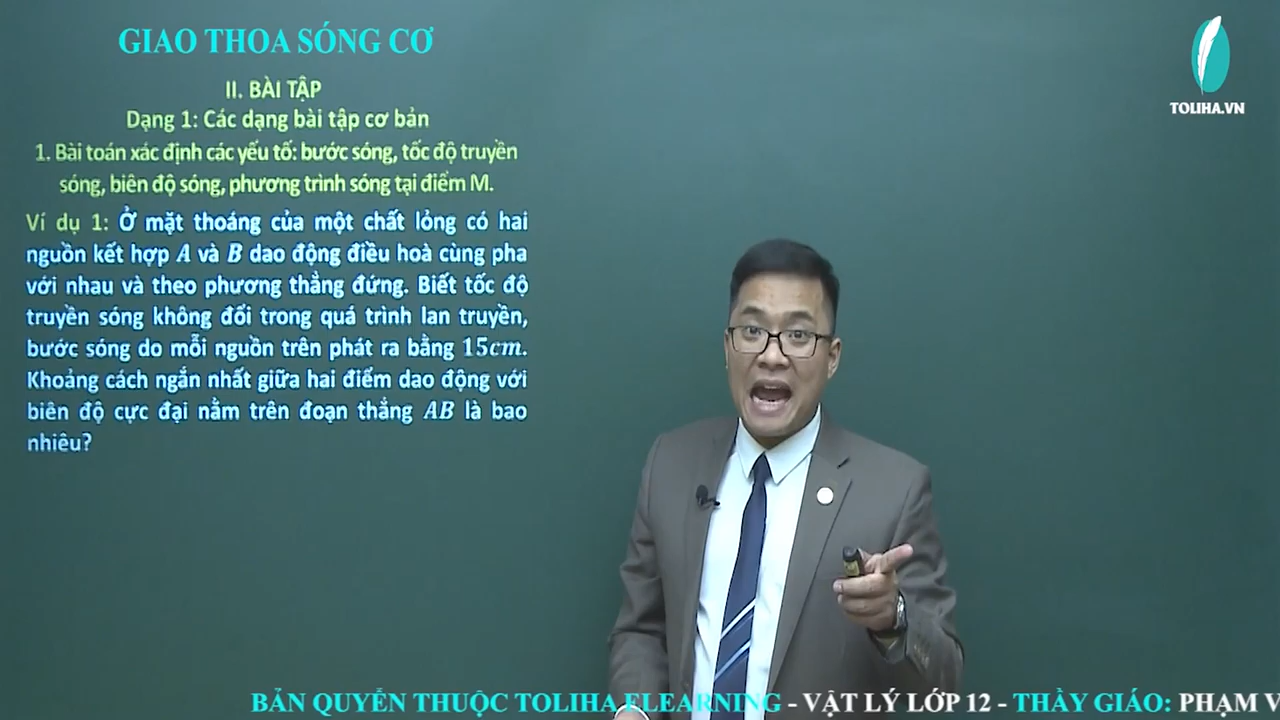 GIAO THOA SÓNG CƠ
TOLIHA.VN
II. BÀI TẬP
Dạng 1: Các dạng bài tập cơ bản
1. Bài toán xác định các yếu tố: bước sóng, tốc độ truyền
sóng, biên độ sóng, phương trình sóng tại điểm M.
Ví dụ 1: Ở mặt thoáng của một chất lỏng có hai
nguồn kết hợp A và B dao động điều hoà cùng pha
với nhau và theo phương thẳng đứng. Biết tốc độ
truyền sóng không đổi trong quá trình lan truyền,
bước sóng do mỗi nguồn trên phát ra bằng 15cm.
Khoảng cách ngắn nhất giữa hai điểm dao động với
biên độ cực đại nằm trên đoạn thẳng AB là bao
nhiêu?
BẢN QUYỀN THUỘC TOLIHA ELEARNING - VẬT LÝ LỚP 12 - THẦY GIÁO: PHẠM V